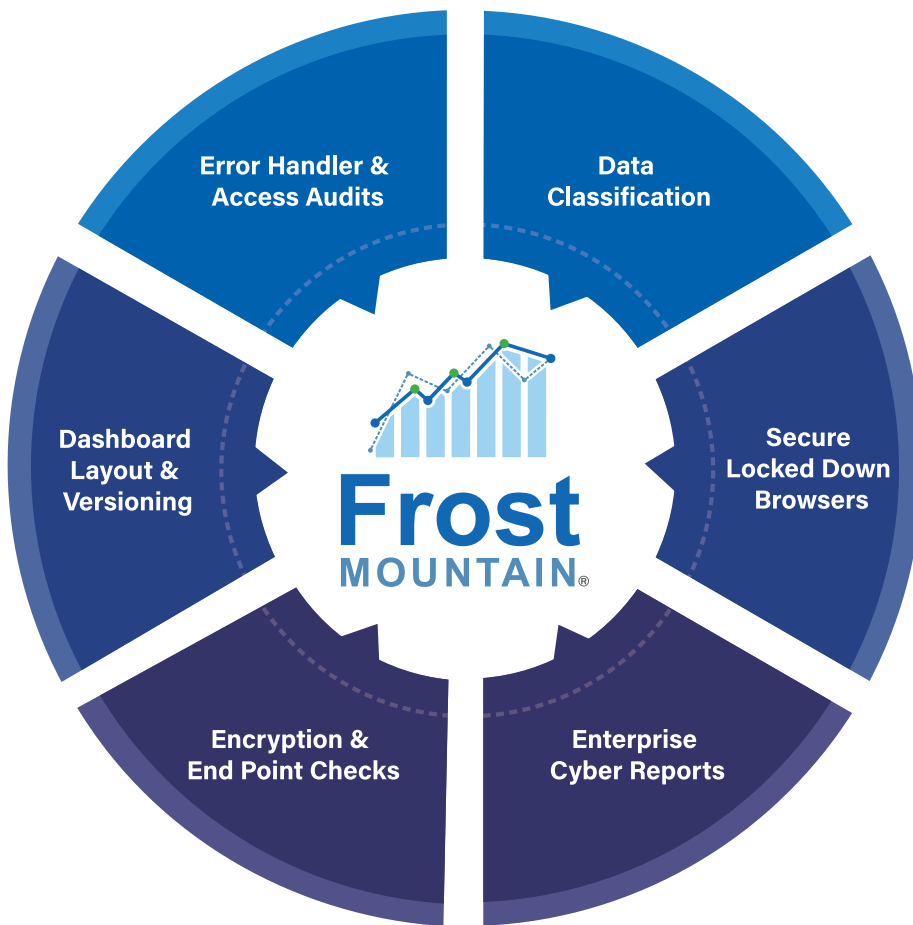 Error Handler &
Access Audits
Data
Classification
Dashboard
Layout &
Versioning
Secure
Locked Down
Browsers
Frost
MOUNTAIN®
Encryption &
End Point Checks
Enterprise
Cyber Reports